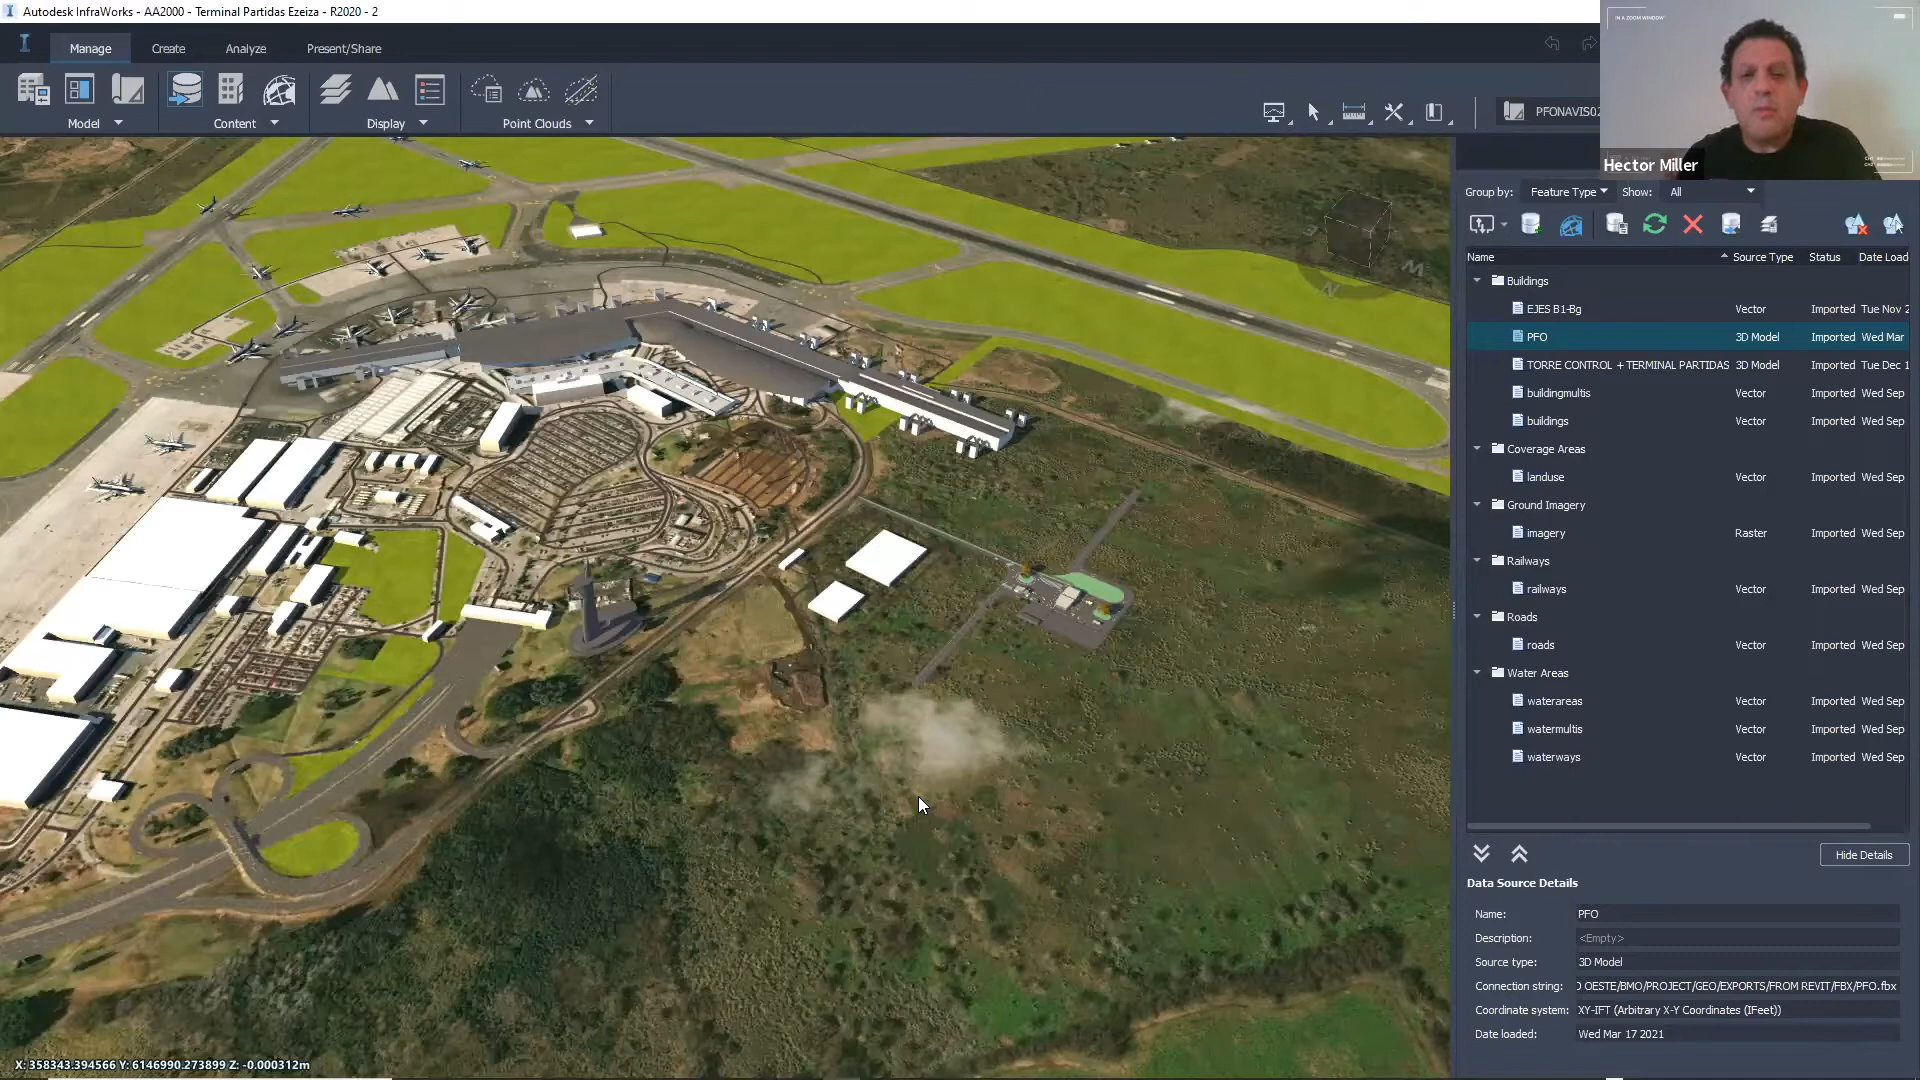 Autodesk InfraWorks - AA2000 - Terminal Partidas Ezeiza - R2020 - 2
IN A ZOOM WINDOW
Manage Create Analyze Present/Share
Model Content Display Point Clouds
PFONAVIS02
Hector Miller
Group by: Feature Type Show: All
Name Source Type Status Date Load
Buildings
EJES B1-Bg Vector Imported Tue Nov 2
PFO 3D Model Imported Wed Mar
TORRE CONTROL + TERMINAL PARTIDAS 3D Model Imported Tue Dec 1
buildingmultis Vector Imported Wed Sep
buildings Vector Imported Wed Sep
Coverage Areas
landuse Vector Imported Wed Sep
Ground Imagery
imagery Raster Imported Wed Sep
Railways
railways Vector Imported Wed Sep
Roads
roads Vector Imported Wed Sep
Water Areas
waterareas Vector Imported Wed Sep
watermultis Vector Imported Wed Sep
waterways Vector Imported Wed Sep
Hide Details
Data Source Details
Name: PFO
Description: <Empty>
Source type: 3D Model
Connection string: O OESTE/BMO/PROJECT/GEO/EXPORTS/FROM REVIT/FBX/PFO.fbx
Coordinate system: XY-IFT (Arbitrary X-Y Coordinates (IFeet))
Date loaded: Wed Mar 17 2021
X: 358343.394566 Y: 6146990.273899 Z: -0.000312m